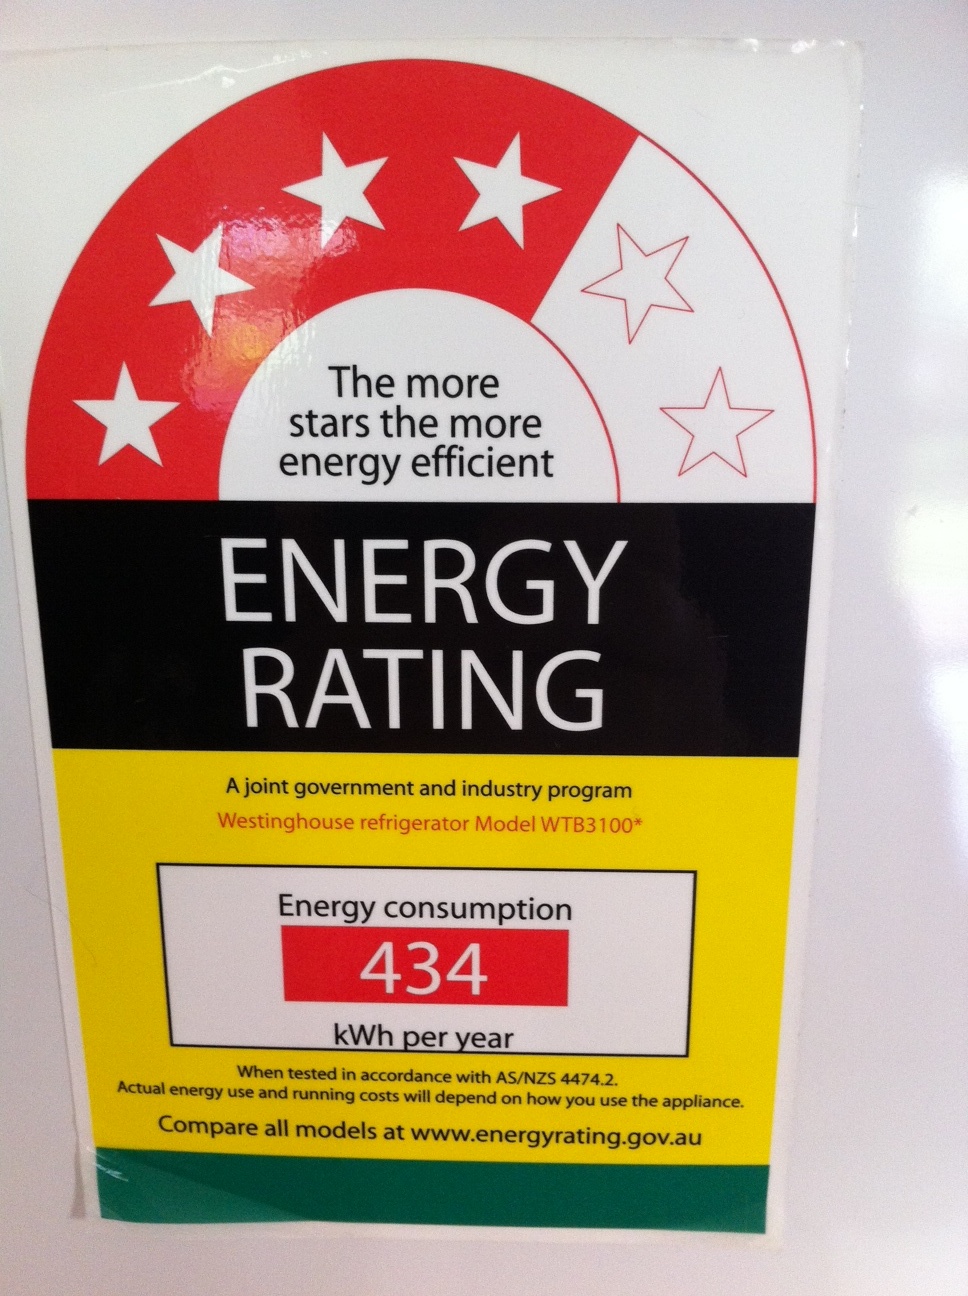 The more
stars the more
energy efficient
ENERGY
RATING
A joint government and industry program
Westinghouse refrigerator Model WTB3100*
Energy consumption
434
kWh per year
When tested in accordance with AS/NZS 4474.2.
Actual energy use and running costs will depend on how you use the appliance.
Compare all models at www.energyrating.gov.au